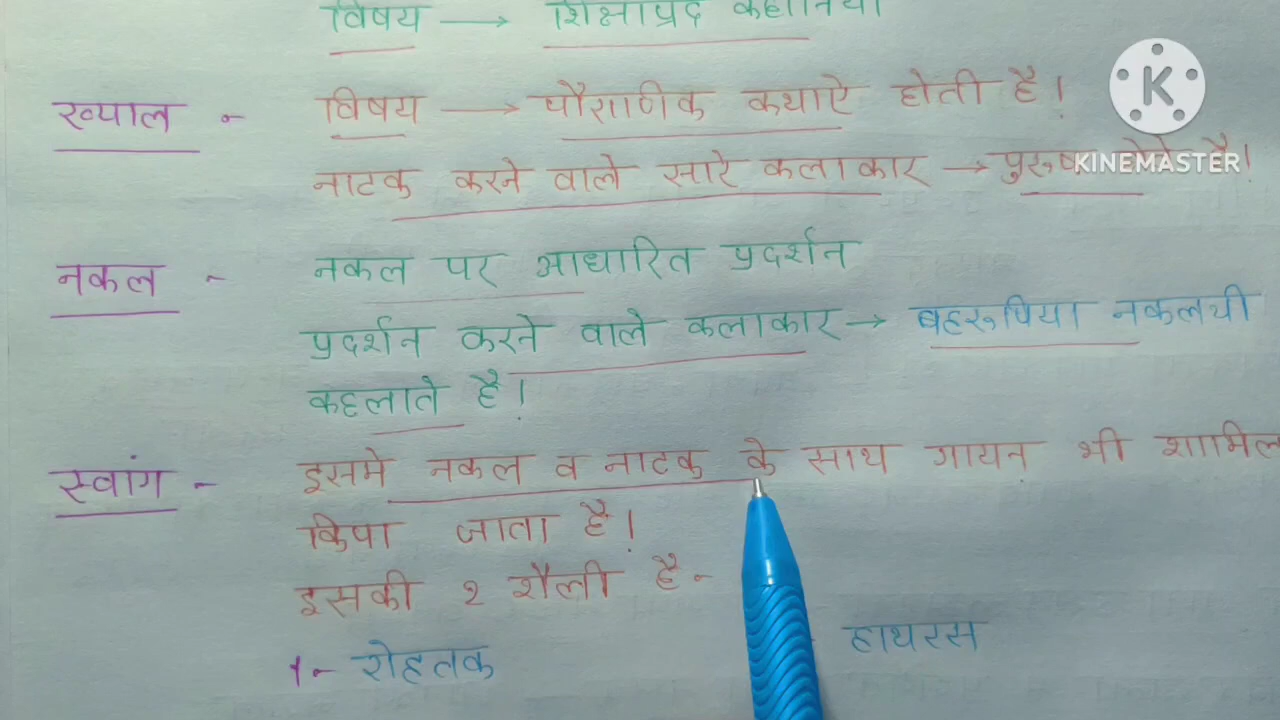 विषय → शिक्षाप्रद कहानियां
ख्याल - विषय → पौराणिक कथाऐ होती है।
नाटक करने वाले सारे कलाकार → पुरुष है।
KINEMASTER
नकल - नकल पर आधारित प्रदर्शन
प्रदर्शन करने वाले कलाकार → बहरुपिया नकलची
कहलाते है।
स्वांग - इसमे नकल व नाटक के साथ गायन भी शामिल
किया जाता है।
इसकी २ शैली है -
1 - रोहतक हाथरस